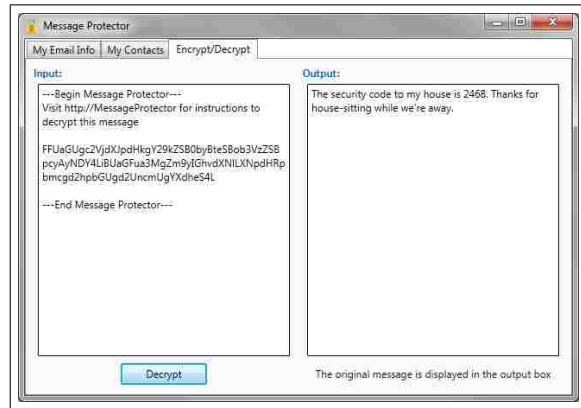 Message Protector
My Email Info My Contacts Encrypt/Decrypt
Input:
---Begin Message Protector---
Visit http://MessageProtector for instructions to
decrypt this message
FFUaGUgc2VjdXJpdHkgY29kZSB0byBteSBob3VzZSB
pcyAyNDY4LiBUaGFua3MgZm9yIGhvdXNlLXNpdHRp
bmcgd2hpbGUgd2UncmUgYXdheS4L
---End Message Protector---
Decrypt
Output:
The security code to my house is 2468. Thanks for
house-sitting while we're away.
The original message is displayed in the output box